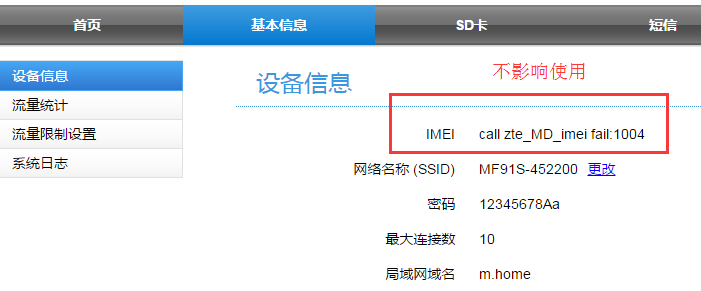 首页 基本信息 SD卡 短信
设备信息
流量统计
流量限制设置
系统日志
设备信息
不影响使用
IMEI call zte_MD_imei fail:1004
网络名称 (SSID) MF91S-452200 更改
密码 12345678Aa
最大连接数 10
局域网域名 m.home